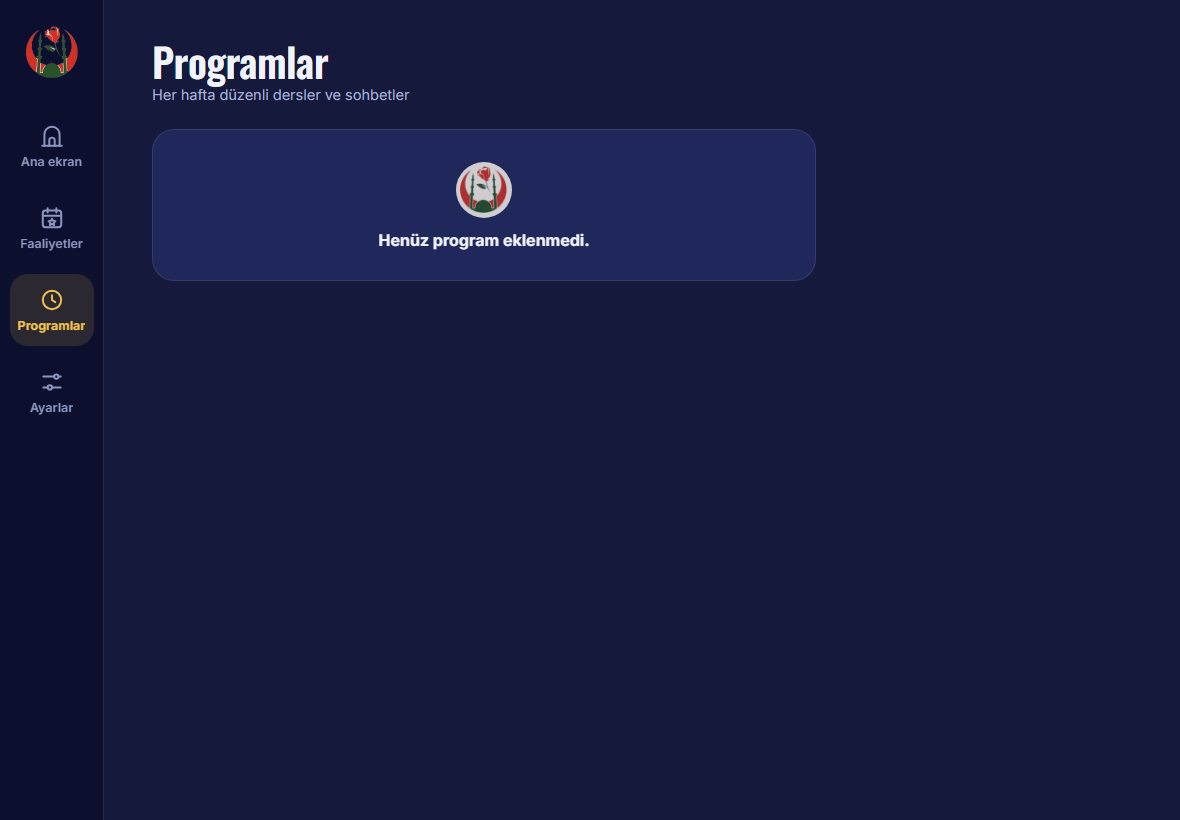 Programlar
Her hafta düzenli dersler ve sohbetler
Henüz program eklenmedi.
Ana ekran
Faaliyetler
Programlar
Ayarlar